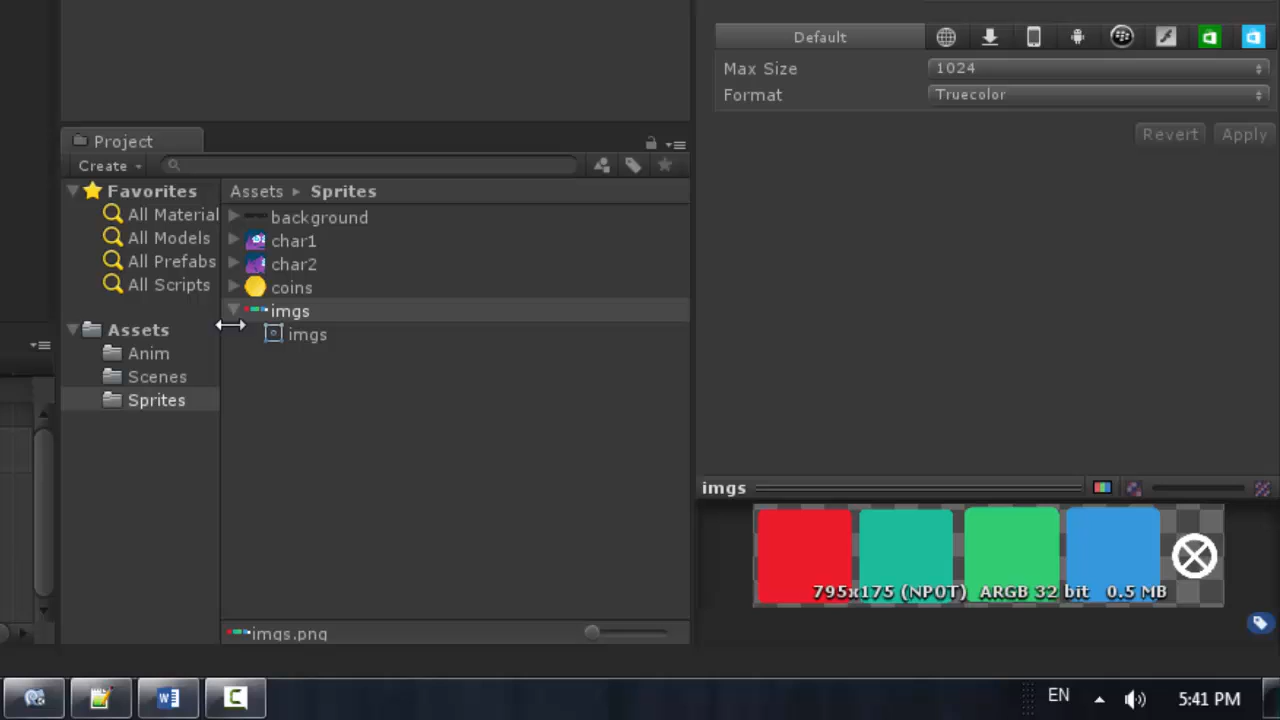 Default
Max Size 1024
Format Truecolor
Revert Apply
Project
Create
Favorites
All Material
All Models
All Prefabs
All Scripts
Assets
Anim
Scenes
Sprites
Assets Sprites
background
char1
char2
coins
imgs
imgs
imgs.png
imgs
795x175 (NPOT) ARGB 32 bit 0.5 MB
EN 5:41 PM